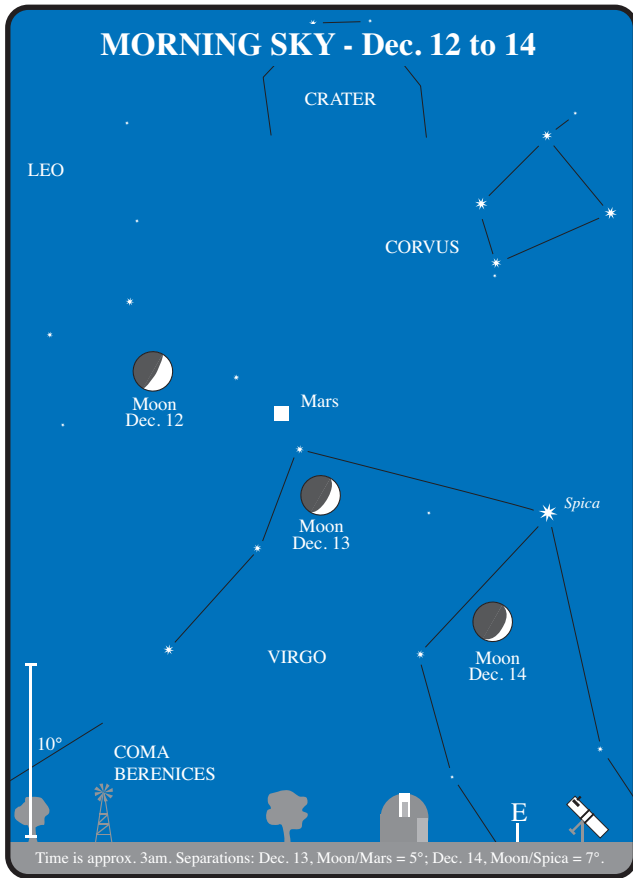 MORNING SKY - Dec. 12 to 14
CRATER
LEO
CORVUS
Mars
Moon
Dec. 12
Spica
Moon
Dec. 13
VIRGO
Moon
Dec. 14
10°
COMA
BERENICES
E
Time is approx. 3am. Separations: Dec. 13, Moon/Mars = 5°; Dec. 14, Moon/Spica = 7°.